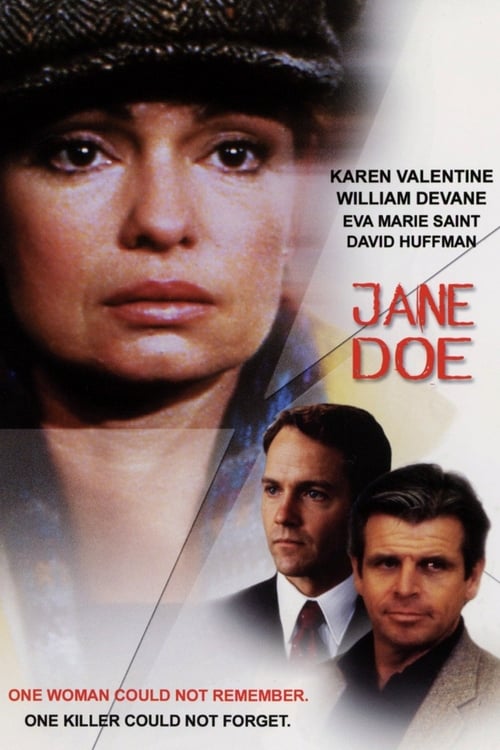 KAREN VALENTINE
WILLIAM DEVANE
EVA MARIE SAINT
DAVID HUFFMAN
JANE
DOE
ONE WOMAN COULD NOT REMEMBER.
ONE KILLER COULD NOT FORGET.